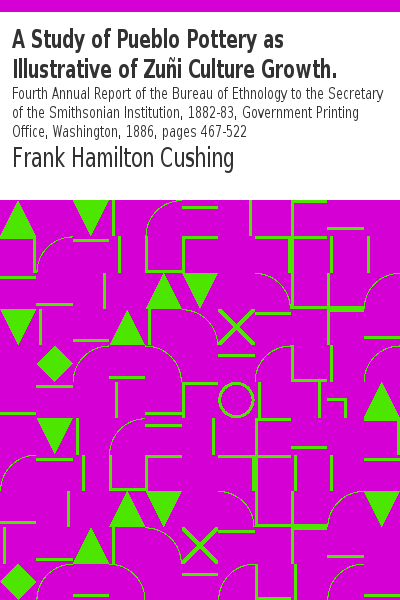 A Study of Pueblo Pottery as
Illustrative of Zuñi Culture Growth.
Fourth Annual Report of the Bureau of Ethnology to the Secretary
of the Smithsonian Institution, 1882-83, Government Printing
Office, Washington, 1886, pages 467-522
Frank Hamilton Cushing